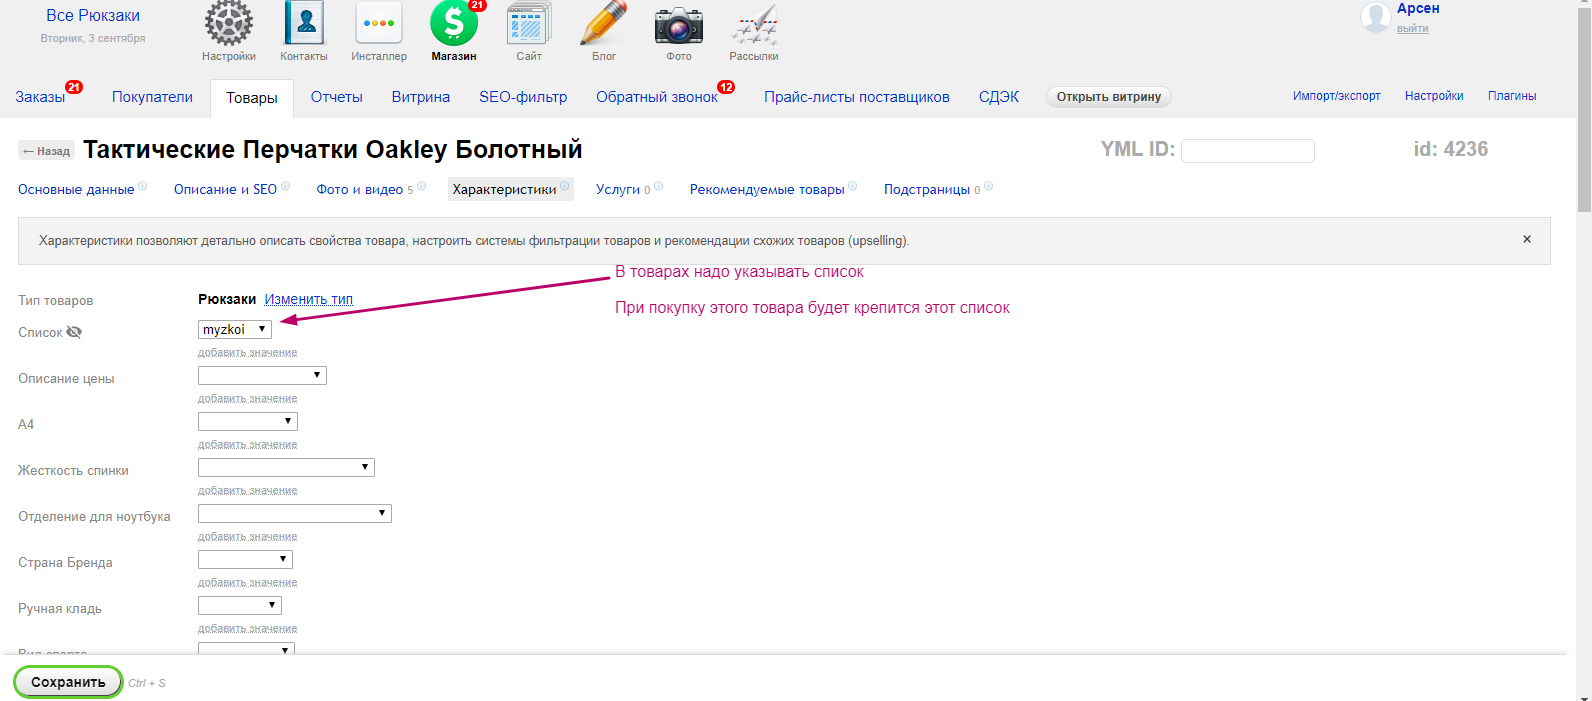 Все Рюкзаки
Вторник, 3 сентября
Настройки
Контакты
Инсталлер
21
Магазин
Сайт
Блог
Фото
Рассылки
Арсен
выйти
Заказы 21
Покупатели
Товары
Отчеты
Витрина
SEO-фильтр
Обратный звонок 12
Прайс-листы поставщиков
СДЭК
Открыть витрину
Импорт/экспорт
Настройки
Плагины
← Назад
Тактические Перчатки Oakley Болотный
YML ID:
id: 4236
Основные данные
Описание и SEO
Фото и видео 5
Характеристики
Услуги 0
Рекомендуемые товары
Подстраницы 0
Характеристики позволяют детально описать свойства товара, настроить системы фильтрации товаров и рекомендации схожих товаров (upselling).
×
В товарах надо указывать список
При покупку этого товара будет крепится этот список
Тип товаров
Рюкзаки Изменить тип
Список
myzkoi
добавить значение
Описание цены
добавить значение
А4
добавить значение
Жесткость спинки
добавить значение
Отделение для ноутбука
добавить значение
Страна Бренда
добавить значение
Ручная кладь
добавить значение
Вид спорта
Сохранить
Ctrl + S